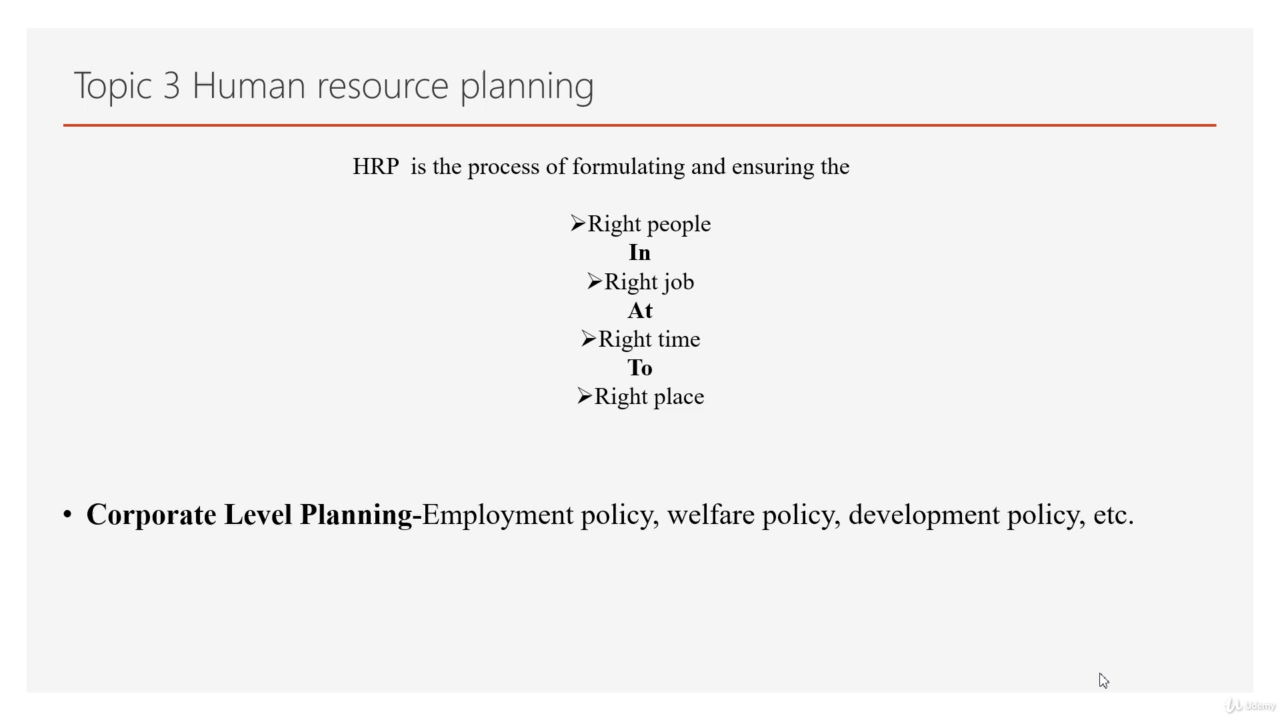 Topic 3 Human resource planning
HRP is the process of formulating and ensuring the
➢Right people
In
➢Right job
At
➢Right time
To
➢Right place
• Corporate Level Planning-Employment policy, welfare policy, development policy, etc.
Udemy